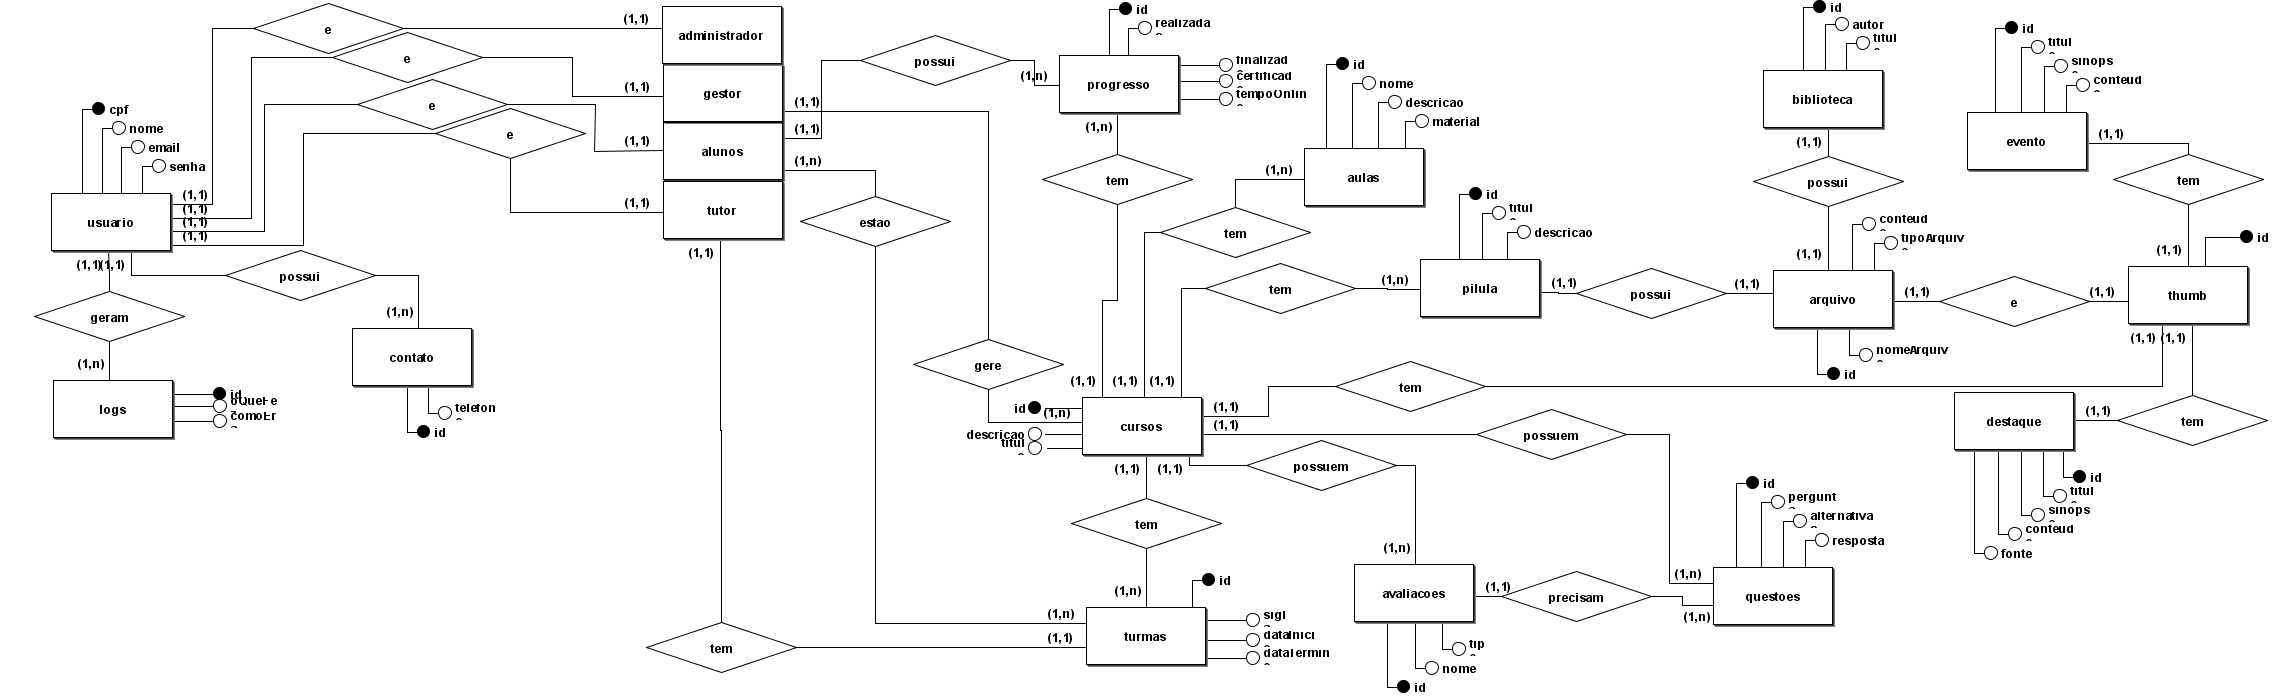 e
(1,1)
administrador
e
(1,1)
gestor
e
(1,1)
alunos
e
(1,1)
tutor
cpf
nome
email
senha
usuario
(1,1)
(1,1)
(1,1)
(1,1)
(1,1)
(1,1)
possui
(1,n)
contato
telefon
id
geram
(1,n)
logs
id
(1,1)
(1,1)
(1,n)
(1,1)
possui
(1,n)
id
realizada
progresso
finalizad
certificad
tempoOnlin
(1,n)
tem
estao
gere
id
nome
descricao
material
aulas
(1,n)
tem
id
titul
descricao
pilula
(1,n)
tem
(1,1)
possui
(1,1)
id
autor
titul
biblioteca
(1,1)
possui
(1,1)
conteud
tipoArquiv
arquivo
nomeArquiv
id
(1,1)
e
(1,1)
id
titul
sinops
conteud
evento
(1,1)
tem
(1,1)
id
thumb
(1,1)
(1,1)
tem
(1,1)
destaque
id
titul
sinops
conteud
fonte
(1,1)
(1,1)
(1,1)
id
(1,n)
descricao
titul
cursos
(1,1)
tem
(1,1)
possuem
(1,1)
(1,1)
possuem
tem
(1,n)
id
turmas
sigl
dataInici
dataTermin
(1,n)
(1,1)
tem
(1,n)
avaliacoes
tip
nome
id
(1,1)
precisam
(1,n)
(1,n)
id
pergunt
alternativa
resposta
questoes